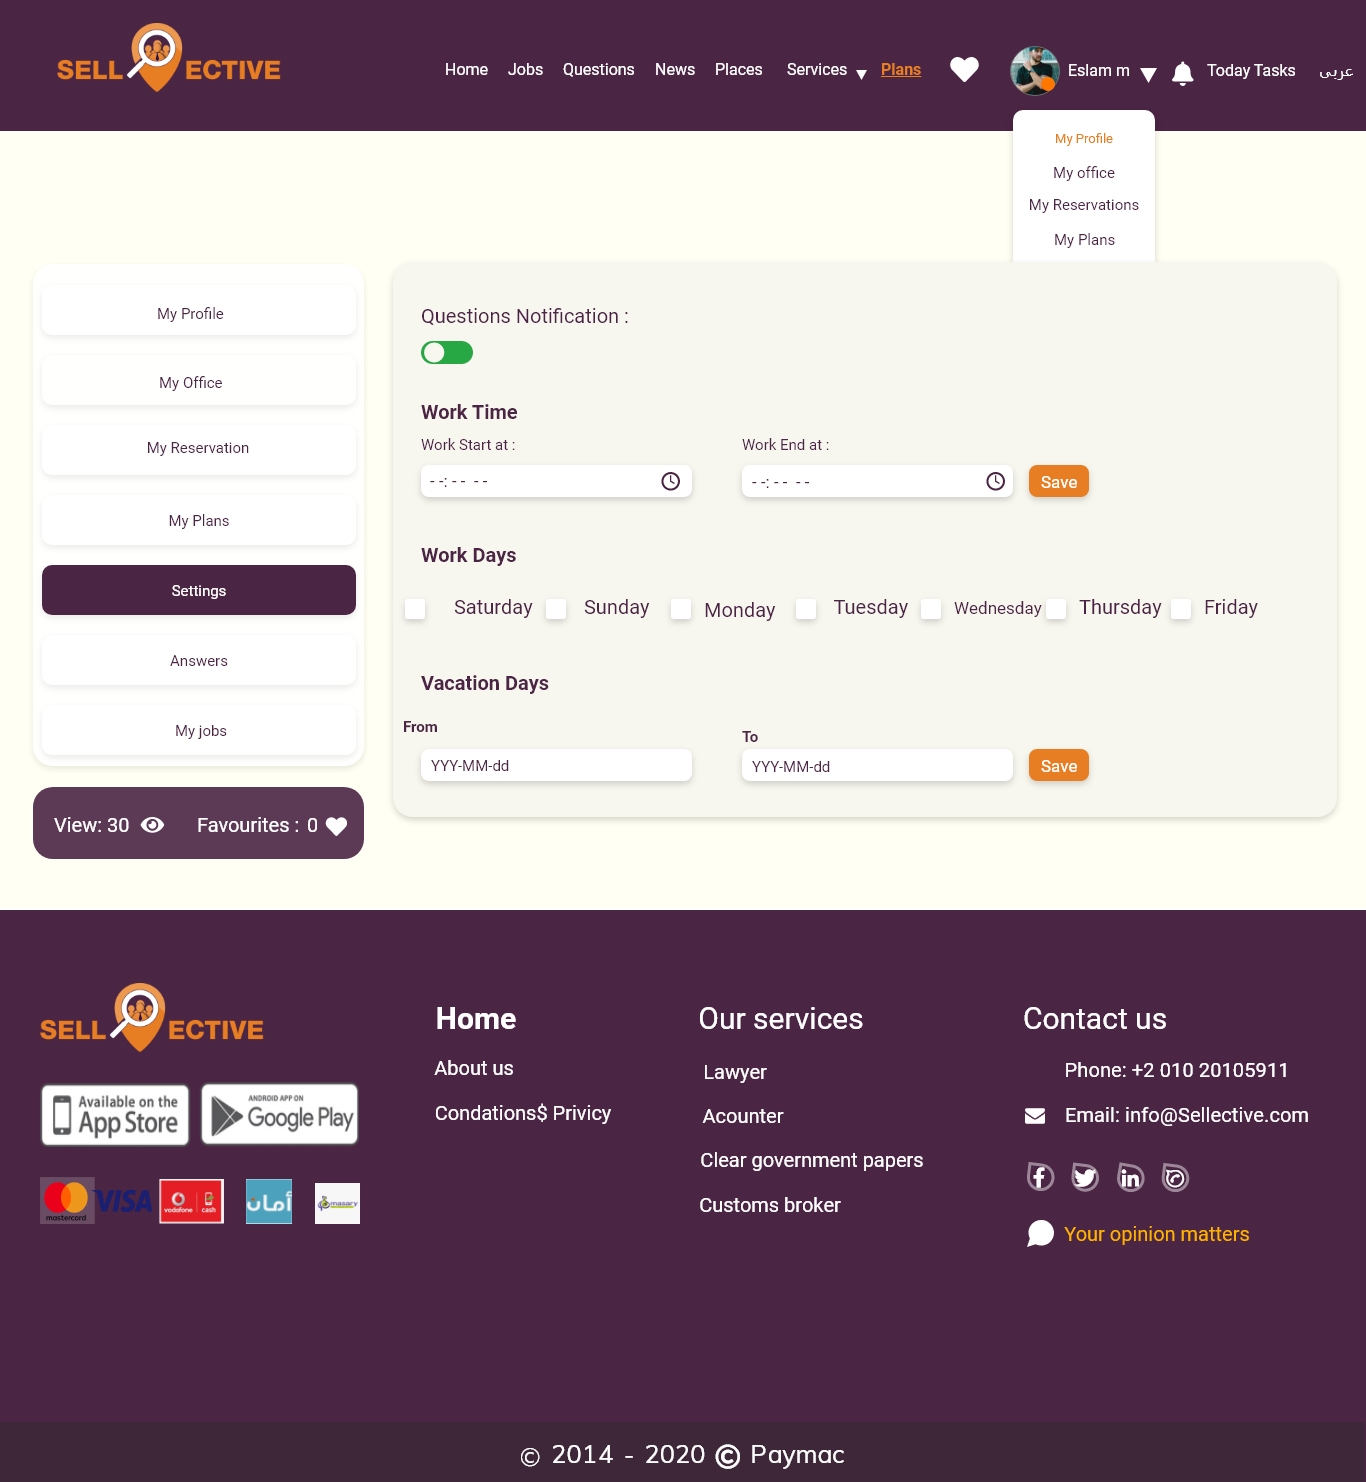 SELL ECTIVE
Home Jobs Questions News Places Services Plans Eslam m Today Tasks عربى
My Profile
My office
My Reservations
My Plans
My Profile
My Office
My Reservation
My Plans
Settings
Answers
My jobs
View: 30 Favourites : 0
Questions Notification :
Work Time
Work Start at : Work End at :
- -: - - - - - -: - - - - Save
Work Days
Saturday Sunday Monday Tuesday Wednesday Thursday Friday
Vacation Days
From To
YYY-MM-dd YYY-MM-dd Save
SELL ECTIVE
Available on the
App Store
ANDROID APP ON
Google Play
mastercard VISA vodafone cash أمان masary
Home
About us
Condations$ Privicy
Our services
Lawyer
Acounter
Clear government papers
Customs broker
Contact us
Phone: +2 010 20105911
Email: info@Sellective.com
Your opinion matters
© 2014 - 2020 © Paymac